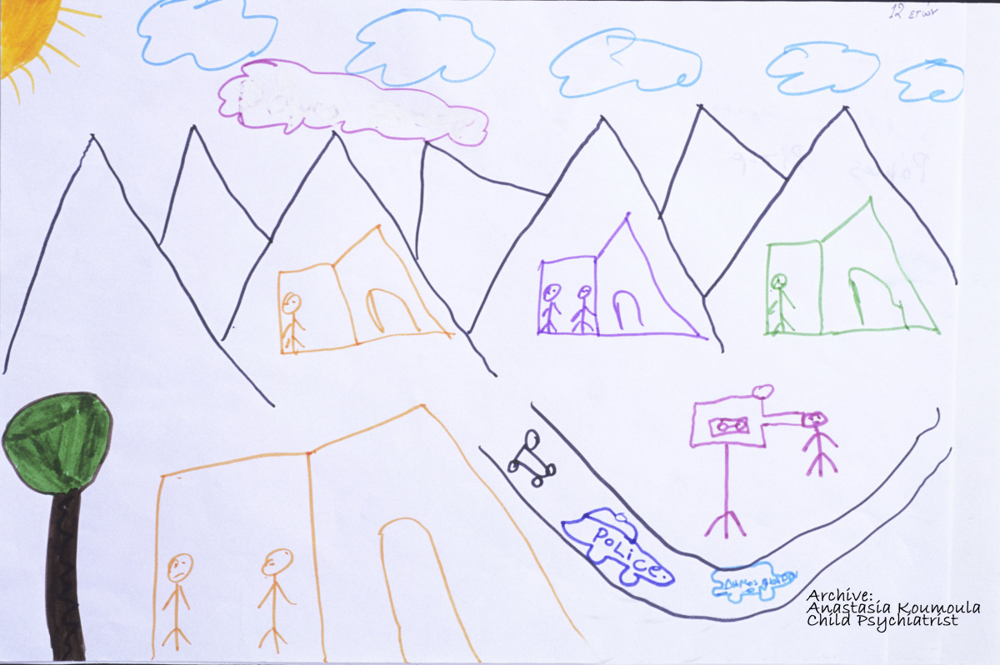 12 ετών
POLiCE
Archive:
Anastasia Koumoula
Child Psychiatrist